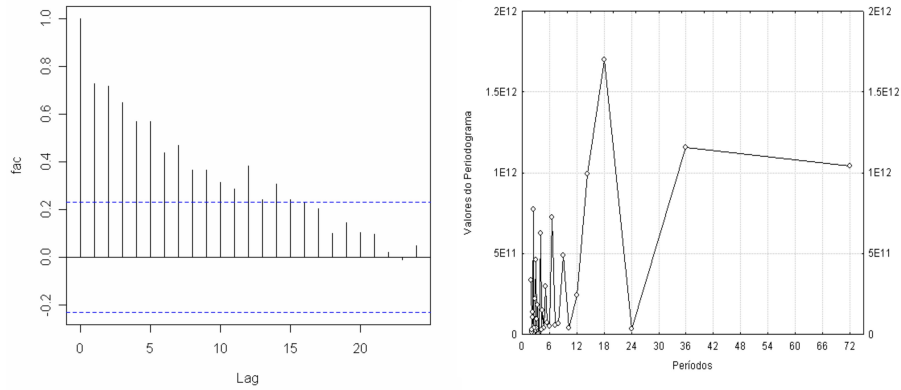 fac
1.0
0.8
0.6
0.4
0.2
0.0
-0.2
0 5 10 15 20
Lag
Valores do Periodograma
2E12 2E12
1.5E12 1.5E12
1E12 1E12
5E11 5E11
0 0
0 6 12 18 24 30 36 42 48 54 60 66 72
Períodos